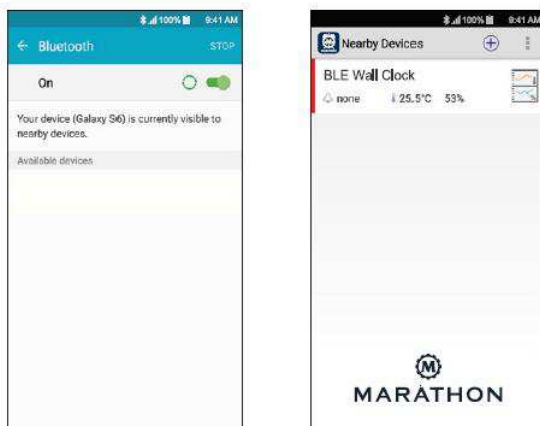 100% 9:41 AM
← Bluetooth STOP
On
Your device (Galaxy S6) is currently visible to
nearby devices.
Available devices
100% 9:41 AM
Nearby Devices
BLE Wall Clock
none 25.5°C 53%
MARATHON